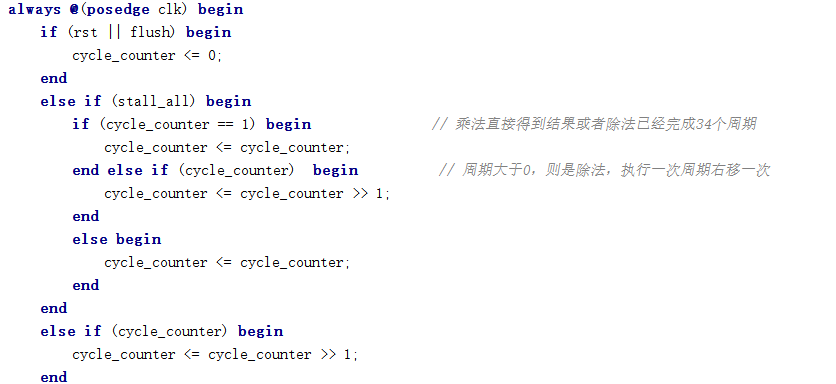 always @(posedge clk) begin
    if (rst || flush) begin
        cycle_counter <= 0;
    end
    else if (stall_all) begin
        if (cycle_counter == 1) begin               // 乘法直接得到结果或者除法已经完成34个周期
            cycle_counter <= cycle_counter;
        end else if (cycle_counter)  begin          // 周期大于0，则是除法，执行一次周期右移一次
            cycle_counter <= cycle_counter >> 1;
        end
        else begin
            cycle_counter <= cycle_counter;
        end
    end
    else if (cycle_counter) begin
        cycle_counter <= cycle_counter >> 1;
    end